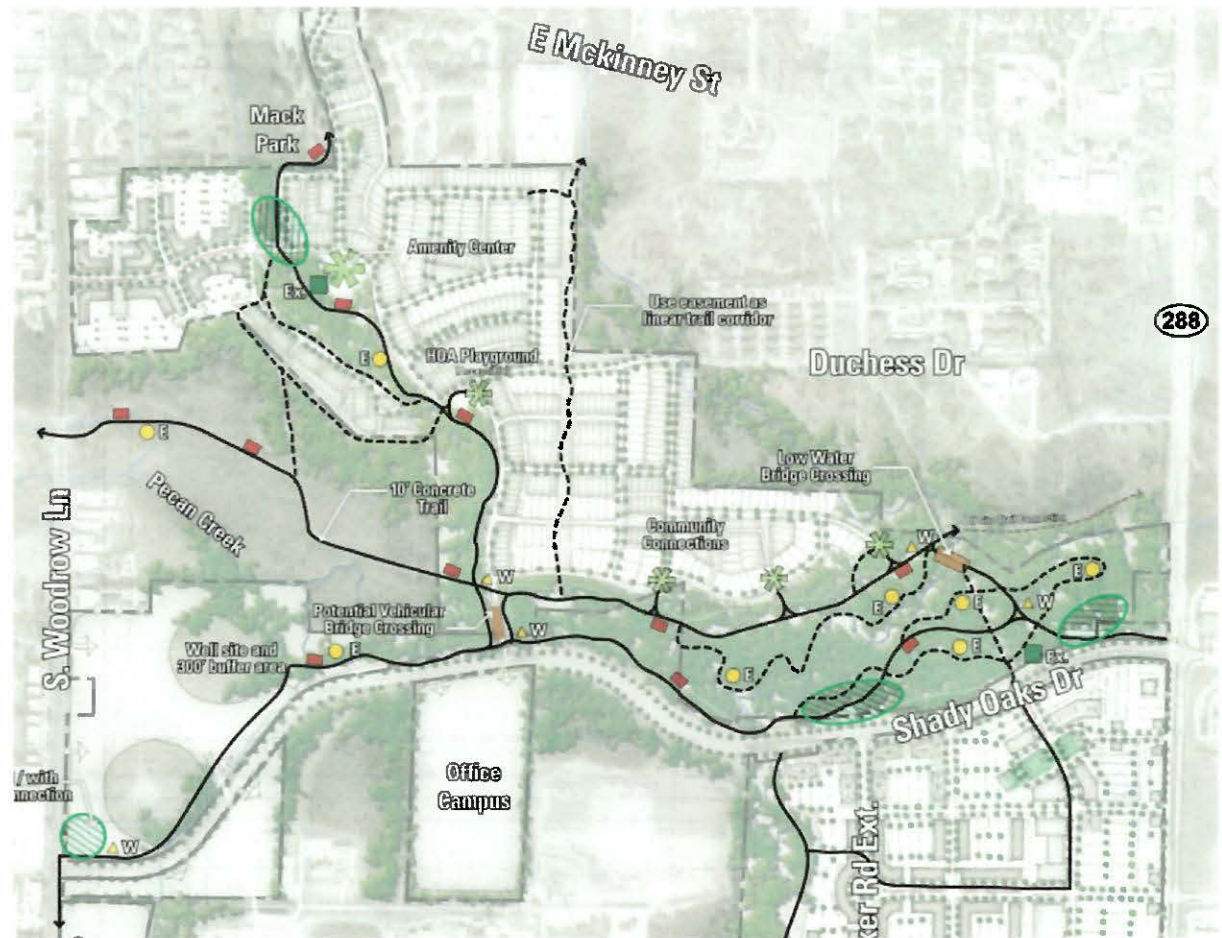 E Mckinney St
Mack
Park
Amenity Center
Ex.
Use easement as
linear trail corridor
288
E
HOA Playground
Duchess Dr
E
Low Water
Bridge Crossing
10' Concrete
Trail
Pecan Creek
S. Woodrow Ln
Community
Connections
W
W
E
Potential Vehicular
Bridge Crossing
E
E
W
W
Well site and
300' buffer area
E
E
Ex.
E
Shady Oaks Dr
Office
Campus
/ with
nnection
W
ker Rd Ext.